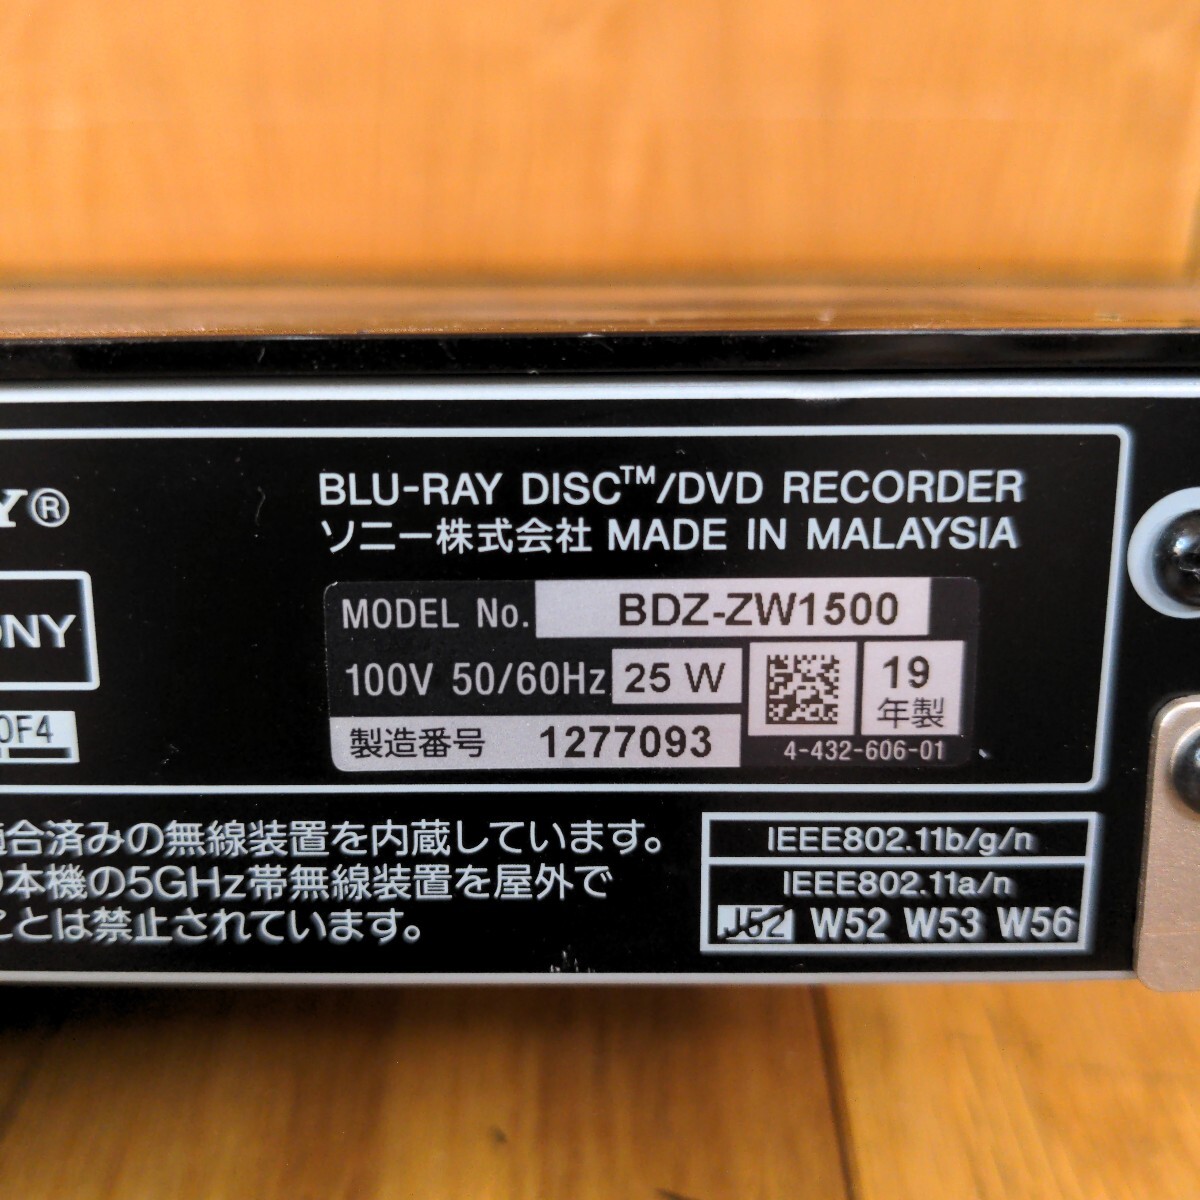 BLU-RAY DISC™/DVD RECORDER
ソニー株式会社 MADE IN MALAYSIA
Y®
ONY
0F4
MODEL No. BDZ-ZW1500
100V 50/60Hz 25 W
19
年製
製造番号 1277093
4-432-606-01
適合済みの無線装置を内蔵しています。
本機の5GHz帯無線装置を屋外で
ことは禁止されています。
IEEE802.11b/g/n
IEEE802.11a/n
J52 W52 W53 W56